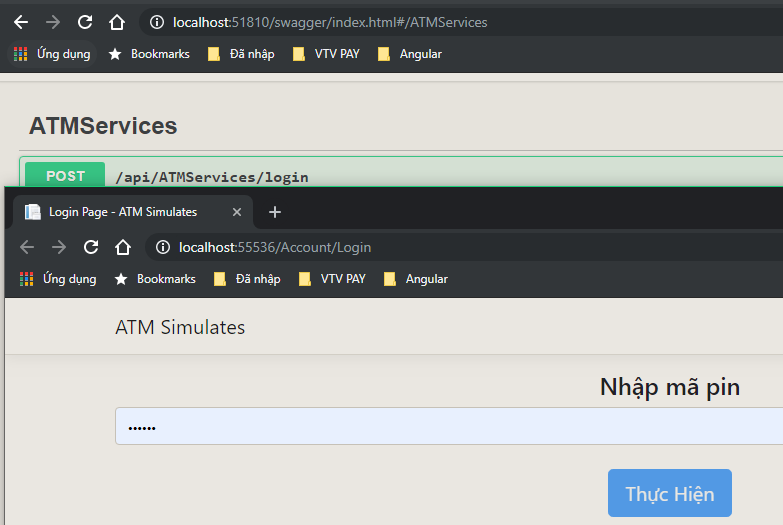 localhost:51810/swagger/index.html#/ATMServices
Ứng dụng Bookmarks Đã nhập VTV PAY Angular
ATMServices
POST /api/ATMServices/login
Login Page - ATM Simulates
localhost:55536/Account/Login
Ứng dụng Bookmarks Đã nhập VTV PAY Angular
ATM Simulates
Nhập mã pin
••••••
Thực Hiện